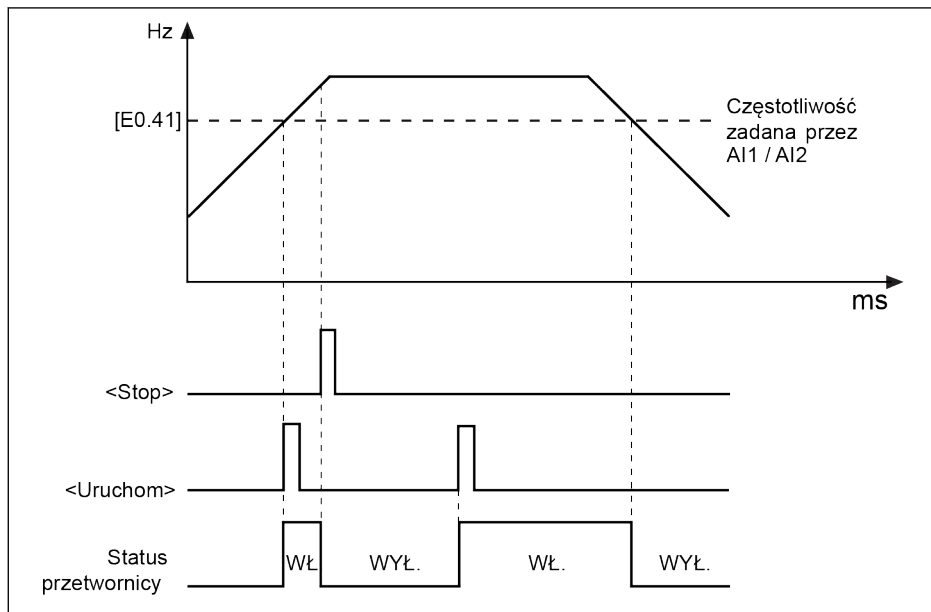 Hz
[E0.41]
Częstotliwość
zadana przez
AI1 / AI2
ms
<Stop>
<Uruchom>
Status
przetwornicy
WŁ
WYŁ.
WŁ.
WYŁ.